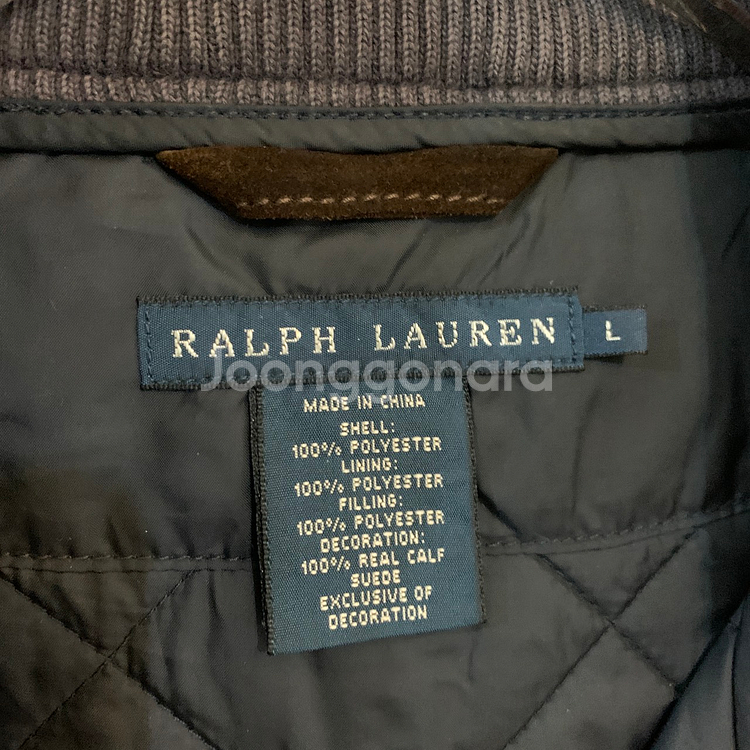 RALPH LAUREN
L
Joonggonara
MADE IN CHINA
SHELL:
100% POLYESTER
LINING:
100% POLYESTER
FILLING:
100% POLYESTER
DECORATION:
100% REAL CALF
SUEDE
EXCLUSIVE OF
DECORATION